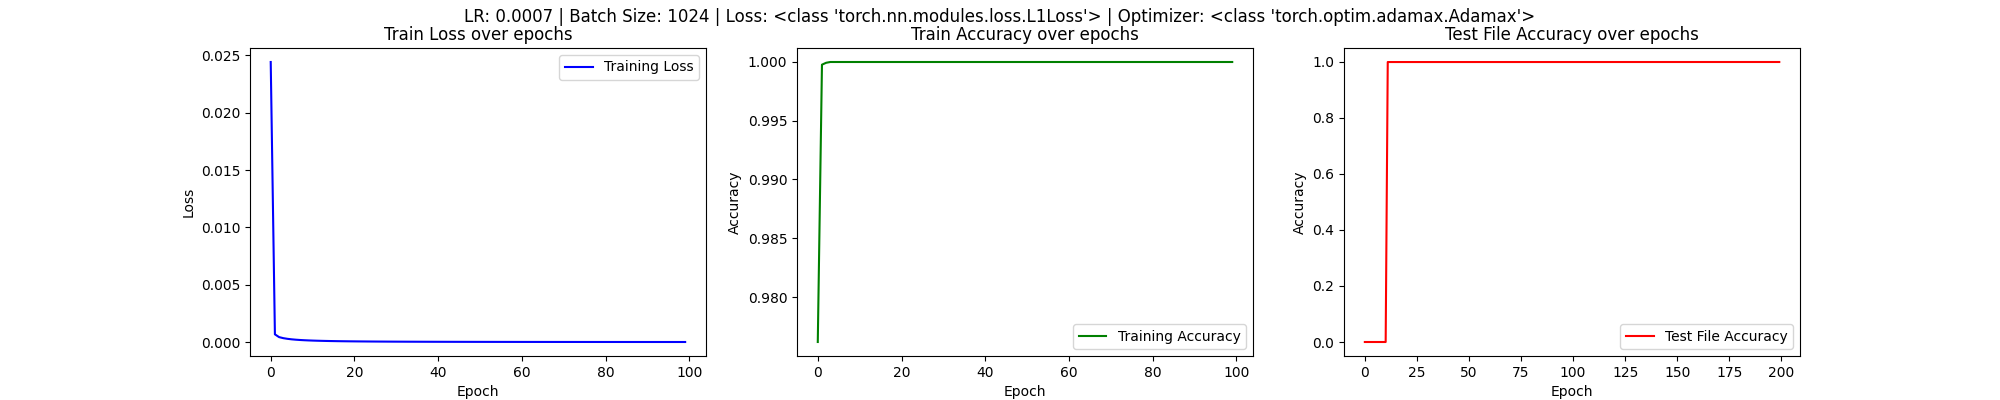 LR: 0.0007 | Batch Size: 1024 | Loss: <class 'torch.nn.modules.loss.L1Loss'> | Optimizer: <class 'torch.optim.adamax.Adamax'>
Train Loss over epochs
0.025
0.020
0.015
0.010
0.005
0.000
Loss
Training Loss
0 20 40 60 80 100
Epoch
Train Accuracy over epochs
1.000
0.995
0.990
0.985
0.980
Accuracy
Training Accuracy
0 20 40 60 80 100
Epoch
Test File Accuracy over epochs
1.0
0.8
0.6
0.4
0.2
0.0
Accuracy
Test File Accuracy
0 25 50 75 100 125 150 175 200
Epoch